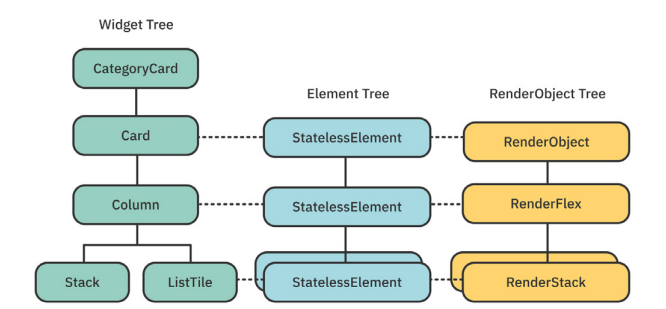 Widget Tree
CategoryCard
Element Tree
RenderObject Tree
Card
StatelessElement
RenderObject
Column
StatelessElement
RenderFlex
Stack
ListTile
StatelessElement
RenderStack